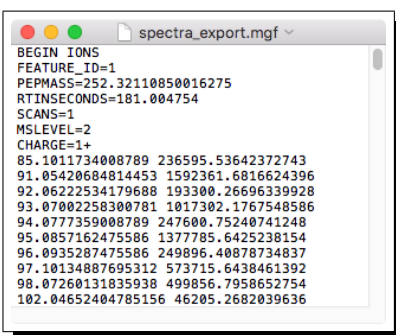 spectra_export.mgf
BEGIN IONS
FEATURE_ID=1
PEPMASS=252.32110850016275
RTINSECONDS=181.004754
SCANS=1
MSLEVEL=2
CHARGE=1+
85.1011734008789 236595.53642372743
91.05420684814453 1592361.6816624396
92.06222534179688 193300.26696339928
93.07002258300781 1017302.1767548586
94.0777359008789 247600.75240741248
95.0857162475586 1377785.6425238154
96.0935287475586 249896.40878734837
97.10134887695312 573715.6438461392
98.07260131835938 499856.7958652754
102.04652404785156 46205.2682039636